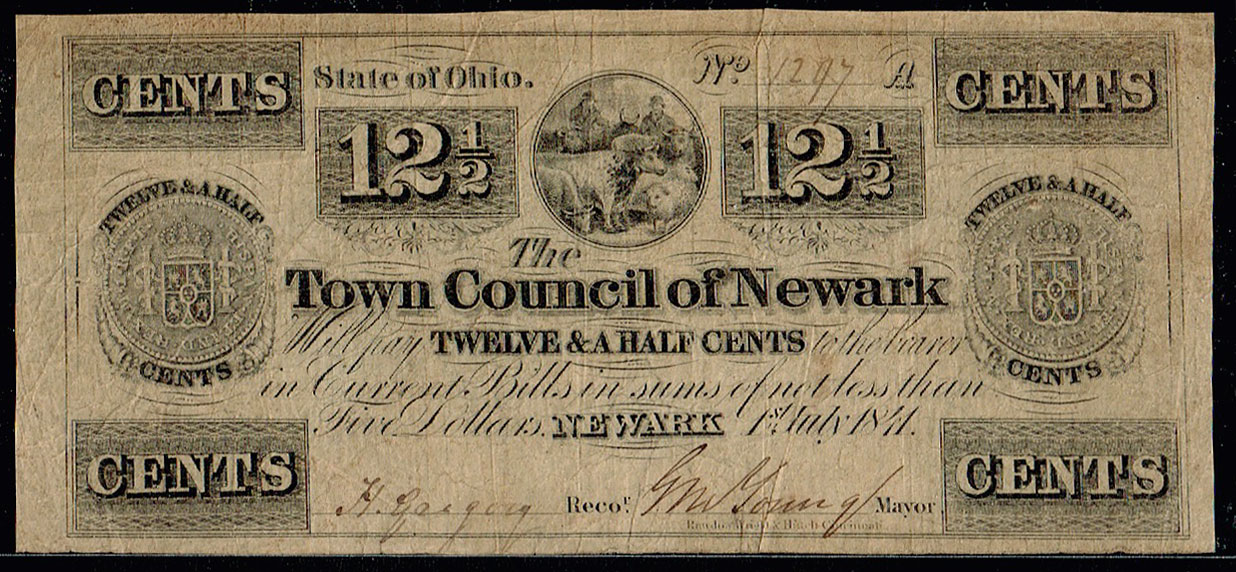 CENTS
State of Ohio.
No. 1297 A
CENTS
12 1/2
12 1/2
TWELVE & A HALF
CENTS
TWELVE & A HALF
CENTS
The
Town Council of Newark
Will pay TWELVE & A HALF CENTS to the bearer
in Current Bills in sums of not less than
Five Dollars. NEWARK 1st July 1841.
CENTS
Recor.
Young
Mayor
CENTS
Cincinnati